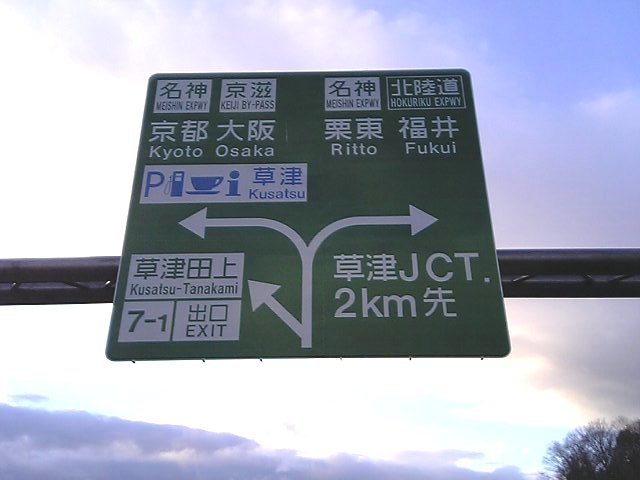 名神 京滋 名神 北陸道
MEISHIN EXPWY KEIJI BY-PASS MEISHIN EXPWY HOKURIKU EXPWY
京都 大阪 栗東 福井
Kyoto Osaka Ritto Fukui
P i 草津
Kusatsu
草津田上
Kusatsu-Tanakami
7-1 出口
EXIT
草津JCT.
2km先